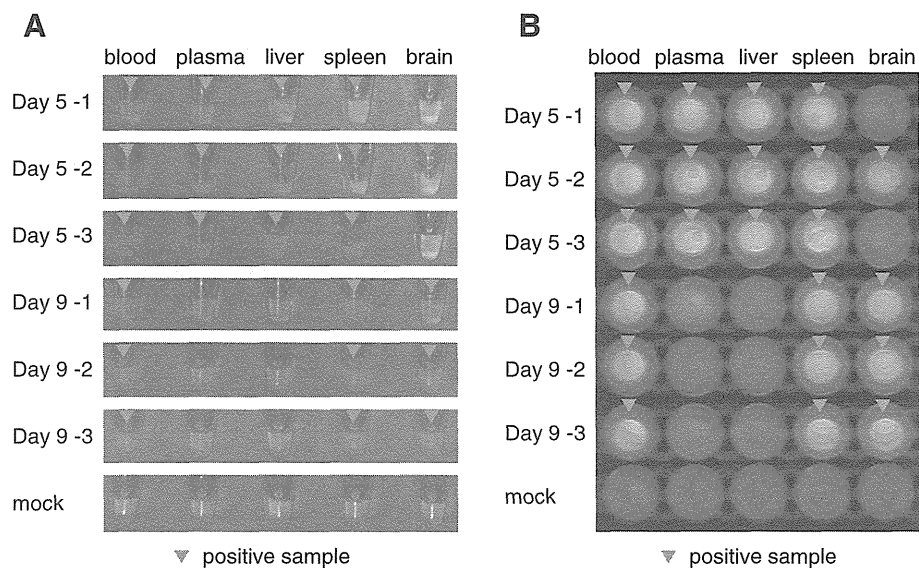 A
blood plasma liver spleen brain
Day 5 -1
Day 5 -2
Day 5 -3
Day 9 -1
Day 9 -2
Day 9 -3
mock
positive sample
B
blood plasma liver spleen brain
Day 5 -1
Day 5 -2
Day 5 -3
Day 9 -1
Day 9 -2
Day 9 -3
mock
positive sample